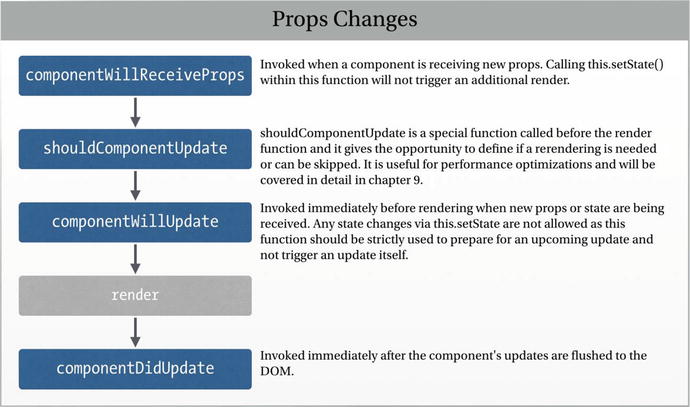 Props Changes
componentWillReceiveProps
Invoked when a component is receiving new props. Calling this.setState()
within this function will not trigger an additional render.
shouldComponentUpdate
shouldComponentUpdate is a special function called before the render
function and it gives the opportunity to define if a rerendering is needed
or can be skipped. It is useful for performance optimizations and will be
covered in detail in chapter 9.
componentWillUpdate
Invoked immediately before rendering when new props or state are being
received. Any state changes via this.setState are not allowed as this
function should be strictly used to prepare for an upcoming update and
not trigger an update itself.
render
componentDidUpdate
Invoked immediately after the component's updates are flushed to the
DOM.